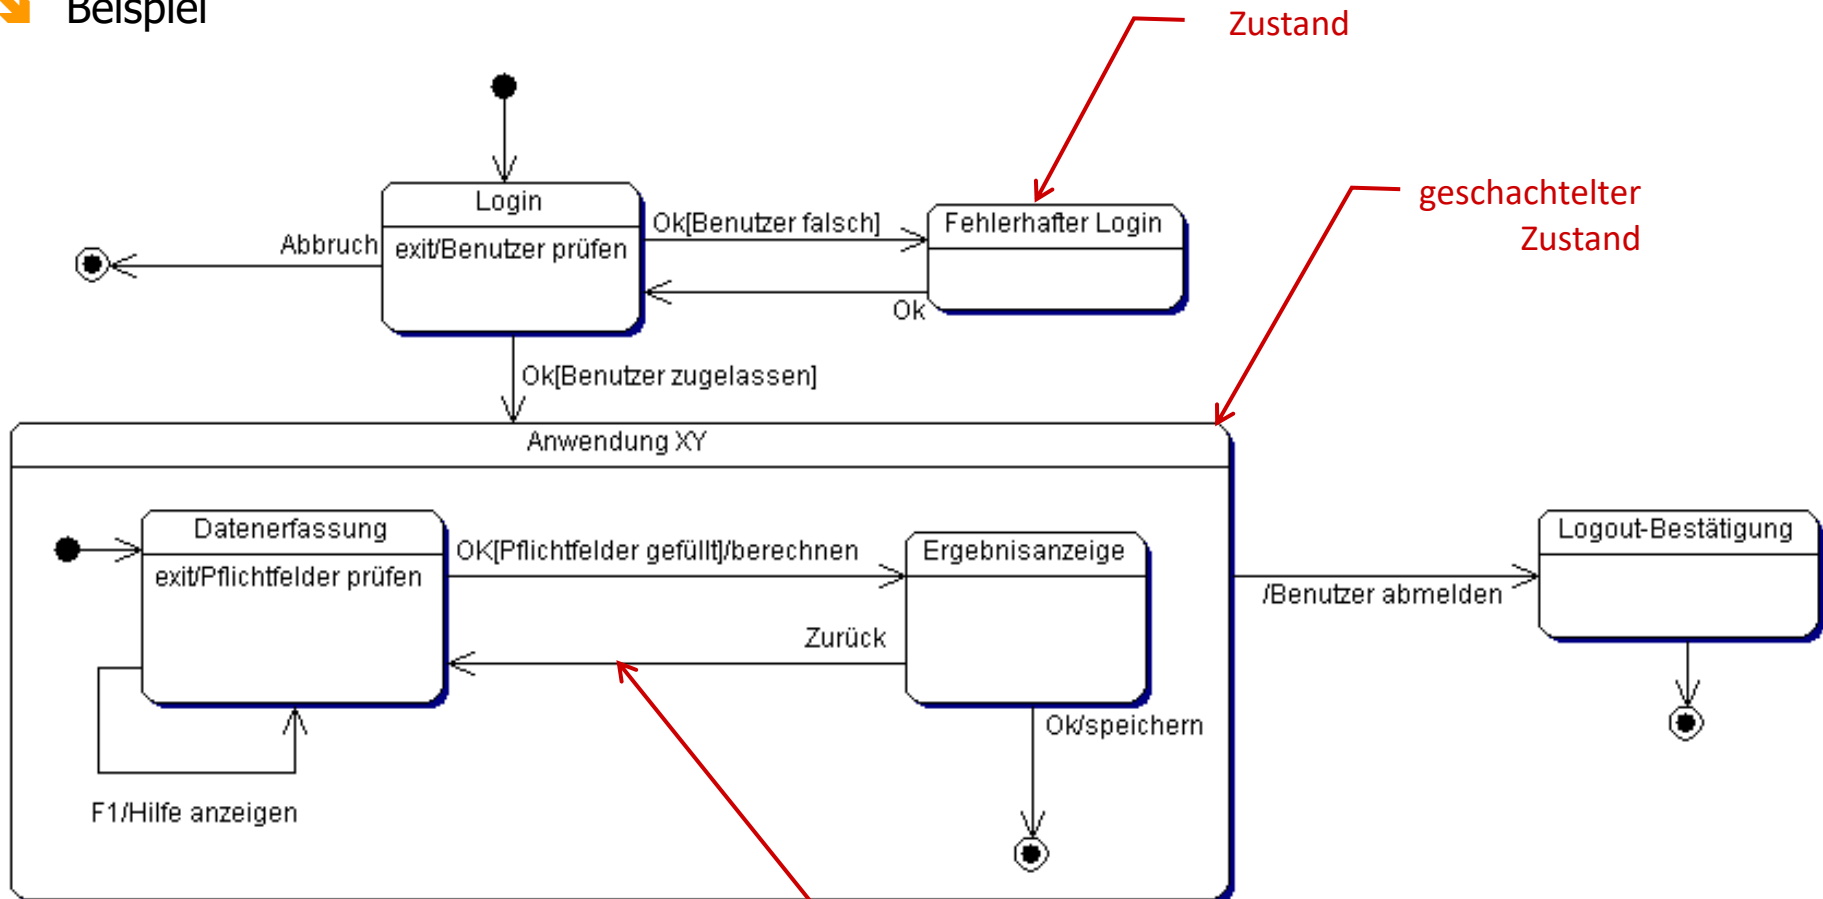 Beispiel
Zustand
geschachtelter
Zustand
Login
exit/Benutzer prüfen
Abbruch
Ok[Benutzer falsch]
Fehlerhafter Login
Ok
Ok[Benutzer zugelassen]
Anwendung XY
Datenerfassung
exit/Pflichtfelder prüfen
OK[Pflichtfelder gefüllt]/berechnen
Ergebnisanzeige
Zurück
Ok/speichern
F1/Hilfe anzeigen
/Benutzer abmelden
Logout-Bestätigung